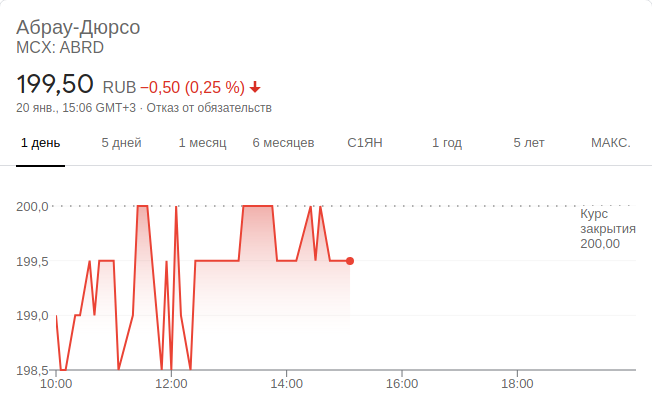 Абрау-Дюрсо
MCX: ABRD
199,50 RUB −0,50 (0,25 %)
20 янв., 15:06 GMT+3 · Отказ от обязательств
1 день 5 дней 1 месяц 6 месяцев С1ЯН 1 год 5 лет МАКС.
200,0
Курс
закрытия
200,00
199,5
199,0
198,5
10:00 12:00 14:00 16:00 18:00